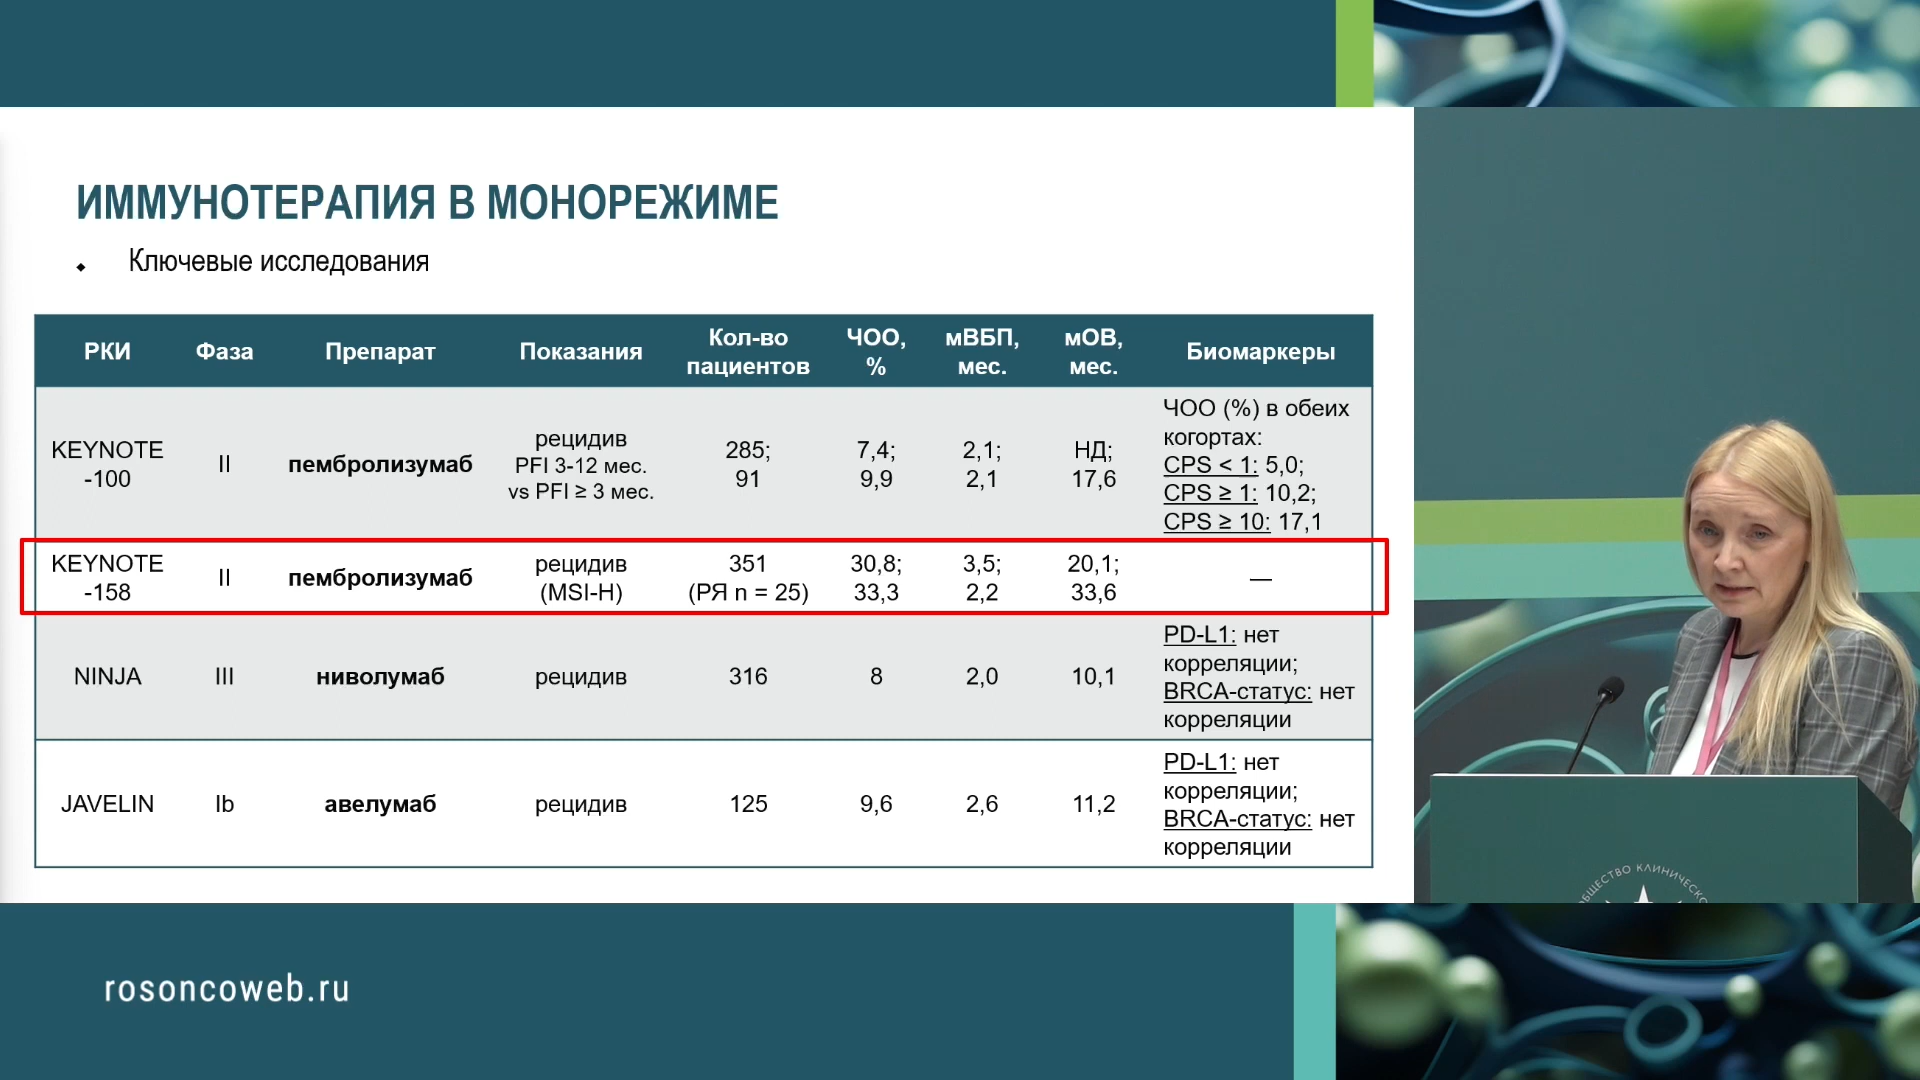 ИММУНОТЕРАПИЯ В МОНОРЕЖИМЕ
Ключевые исследования
РКИ Фаза Препарат Показания Кол-во пациентов ЧОО, % мВБП, мес. мОВ, мес. Биомаркеры
KEYNOTE
-100
II
пембролизумаб
рецидив
PFI 3-12 мес.
vs PFI ≥ 3 мес.
285;
91
7,4;
9,9
2,1;
2,1
НД;
17,6
ЧОО (%) в обеих
когортах:
CPS < 1: 5,0;
CPS ≥ 1: 10,2;
CPS ≥ 10: 17,1
KEYNOTE
-158
II
пембролизумаб
рецидив
(MSI-H)
351
(РЯ n = 25)
30,8;
33,3
3,5;
2,2
20,1;
33,6
—
NINJA
III
ниволумаб
рецидив
316
8
2,0
10,1
PD-L1: нет
корреляции;
BRCA-статус: нет
корреляции
JAVELIN
Ib
авелумаб
рецидив
125
9,6
2,6
11,2
PD-L1: нет
корреляции;
BRCA-статус: нет
корреляции
rosoncoweb.ru